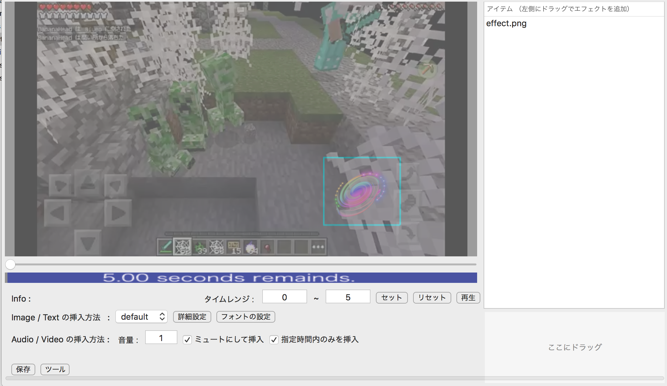 アイテム （左側にドラッグでエフェクトを追加）
effect.png
5.00 seconds remainds.
Info :
タイムレンジ :
0
~
5
セット
リセット
再生
Image / Text の挿入方法 :
default
詳細設定
フォントの設定
Audio / Video の挿入方法 :
音量 :
1
ミュートにして挿入
指定時間内のみを挿入
ここにドラッグ
保存
ツール